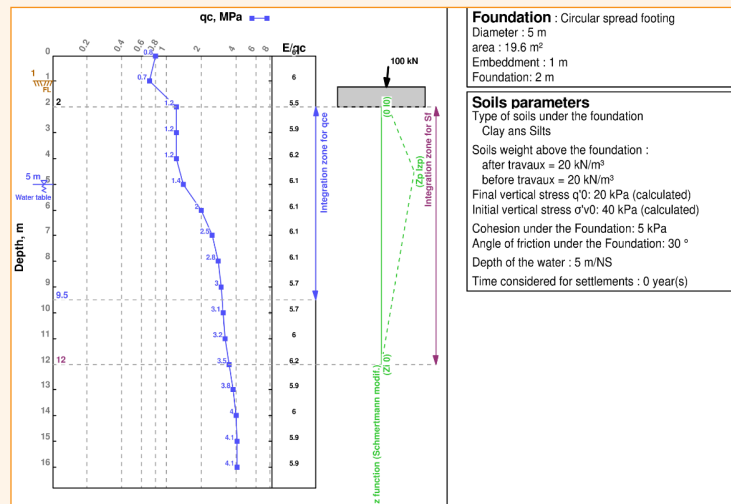 qc, MPa
0.2
0.4
0.6
0.8
1
2
4
6
8
E/qc
0
0.8
1
FL
1
0.7
6
2
2
1.2
5.5
3
1.2
5.9
4
1.2
6.2
5 m
5
1.4
6.1
Water table
6
2
6.1
7
2.5
6.1
8
2.8
6.1
9
3
5.7
9.5
10
3.1
5.7
11
3.2
6
12
12
3.5
6.2
13
3.8
5.9
14
4
6
15
4.1
5.9
16
4.1
5.9
Depth, m
Integration zone for qce
100 kN
(0 I0)
(Zp Izp)
(Zi 0)
z function (Schmertmann modif.)
Integration zone for Sf
Foundation : Circular spread footing
Diameter : 5 m
area : 19.6 m²
Embeddment : 1 m
Foundation: 2 m
Soils parameters
Type of soils under the foundation
Clay ans Silts
Soils weight above the foundation :
after travaux = 20 kN/m³
before travaux = 20 kN/m³
Final vertical stress q'0: 20 kPa (calculated)
Initial vertical stress σ'v0: 40 kPa (calculated)
Cohesion under the Foundation: 5 kPa
Angle of friction under the Foundation: 30 °
Depth of the water : 5 m/NS
Time considered for settlements : 0 year(s)